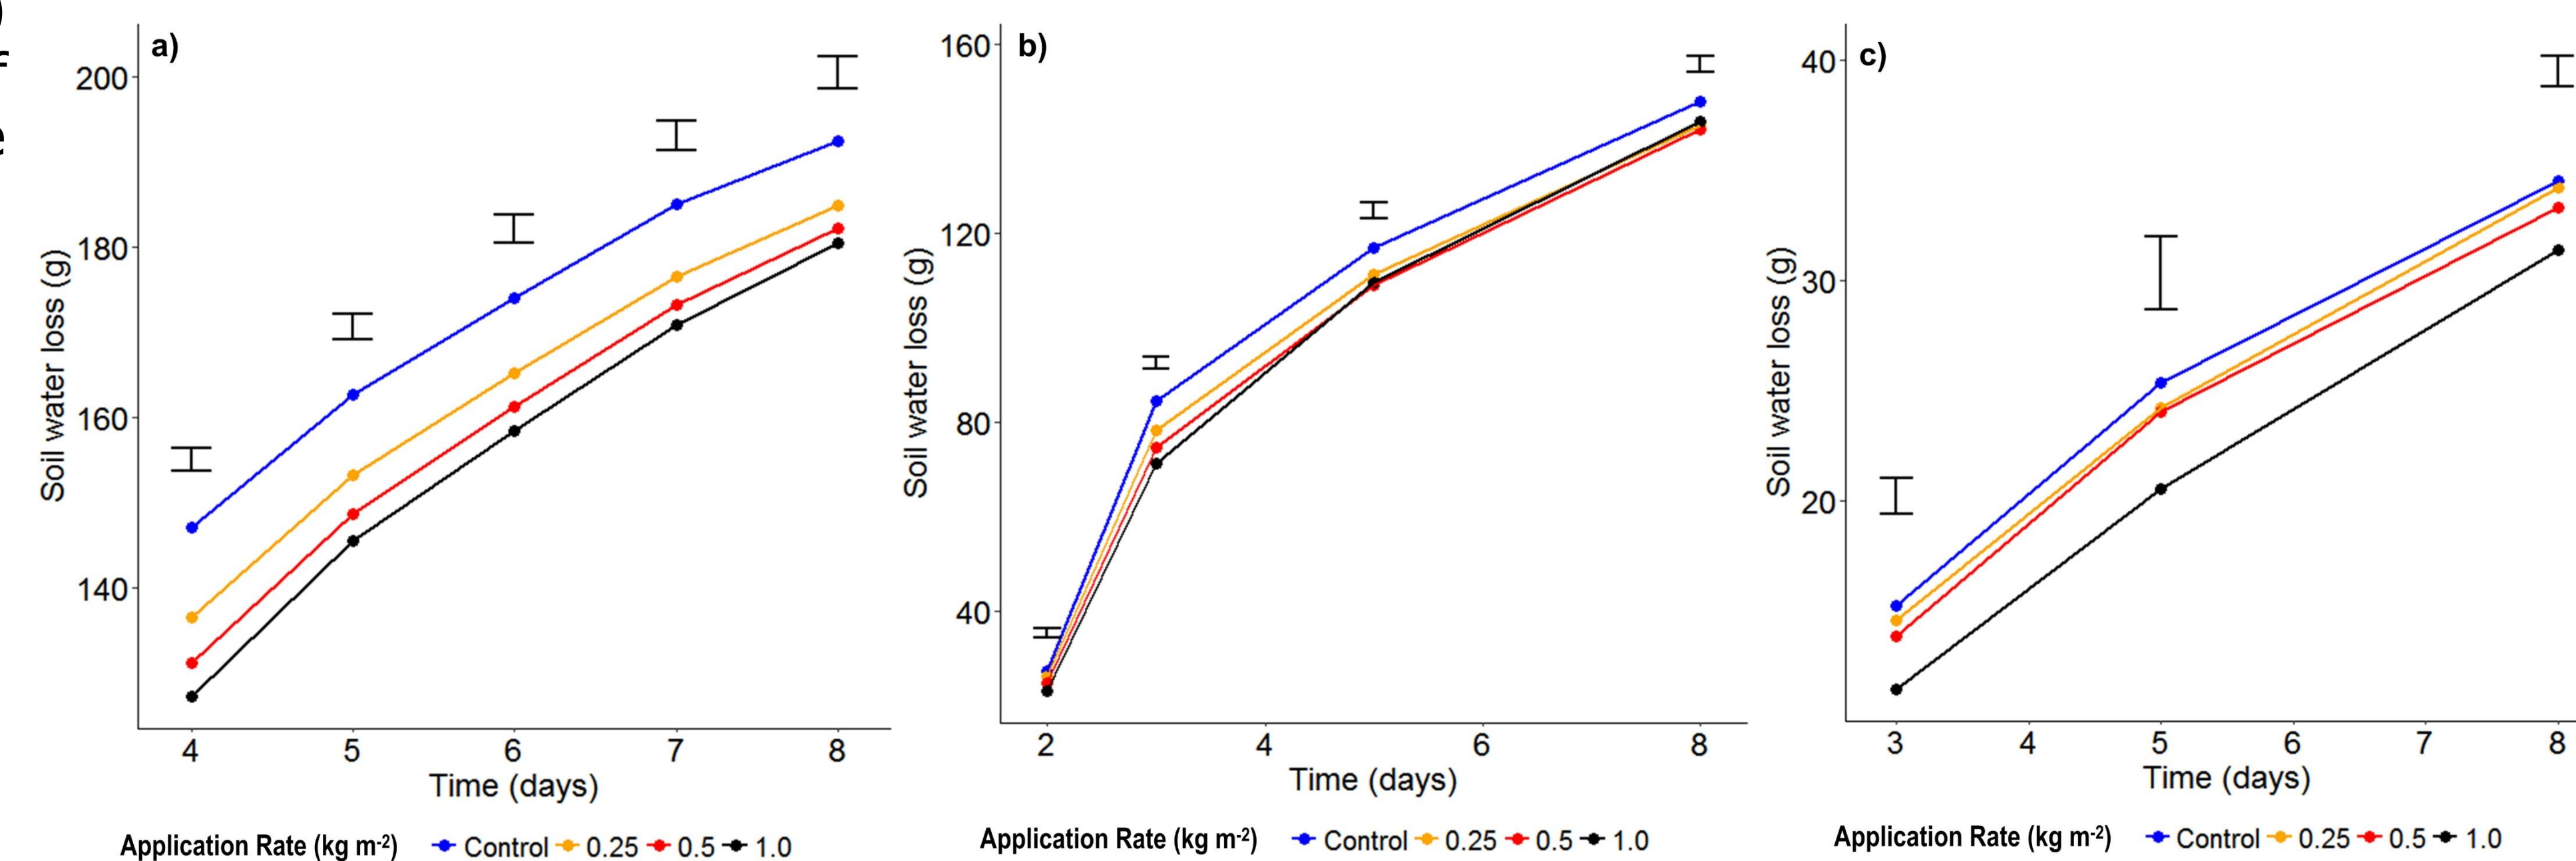 )
f
e
a)
200
180
160
140
Soil water loss (g)
4 5 6 7 8
Time (days)
Application Rate (kg m-2) Control 0.25 0.5 1.0
b)
160
120
80
40
Soil water loss (g)
2 4 6 8
Time (days)
Application Rate (kg m-2) Control 0.25 0.5 1.0
c)
40
30
20
Soil water loss (g)
3 4 5 6 7 8
Time (days)
Application Rate (kg m-2) Control 0.25 0.5 1.0